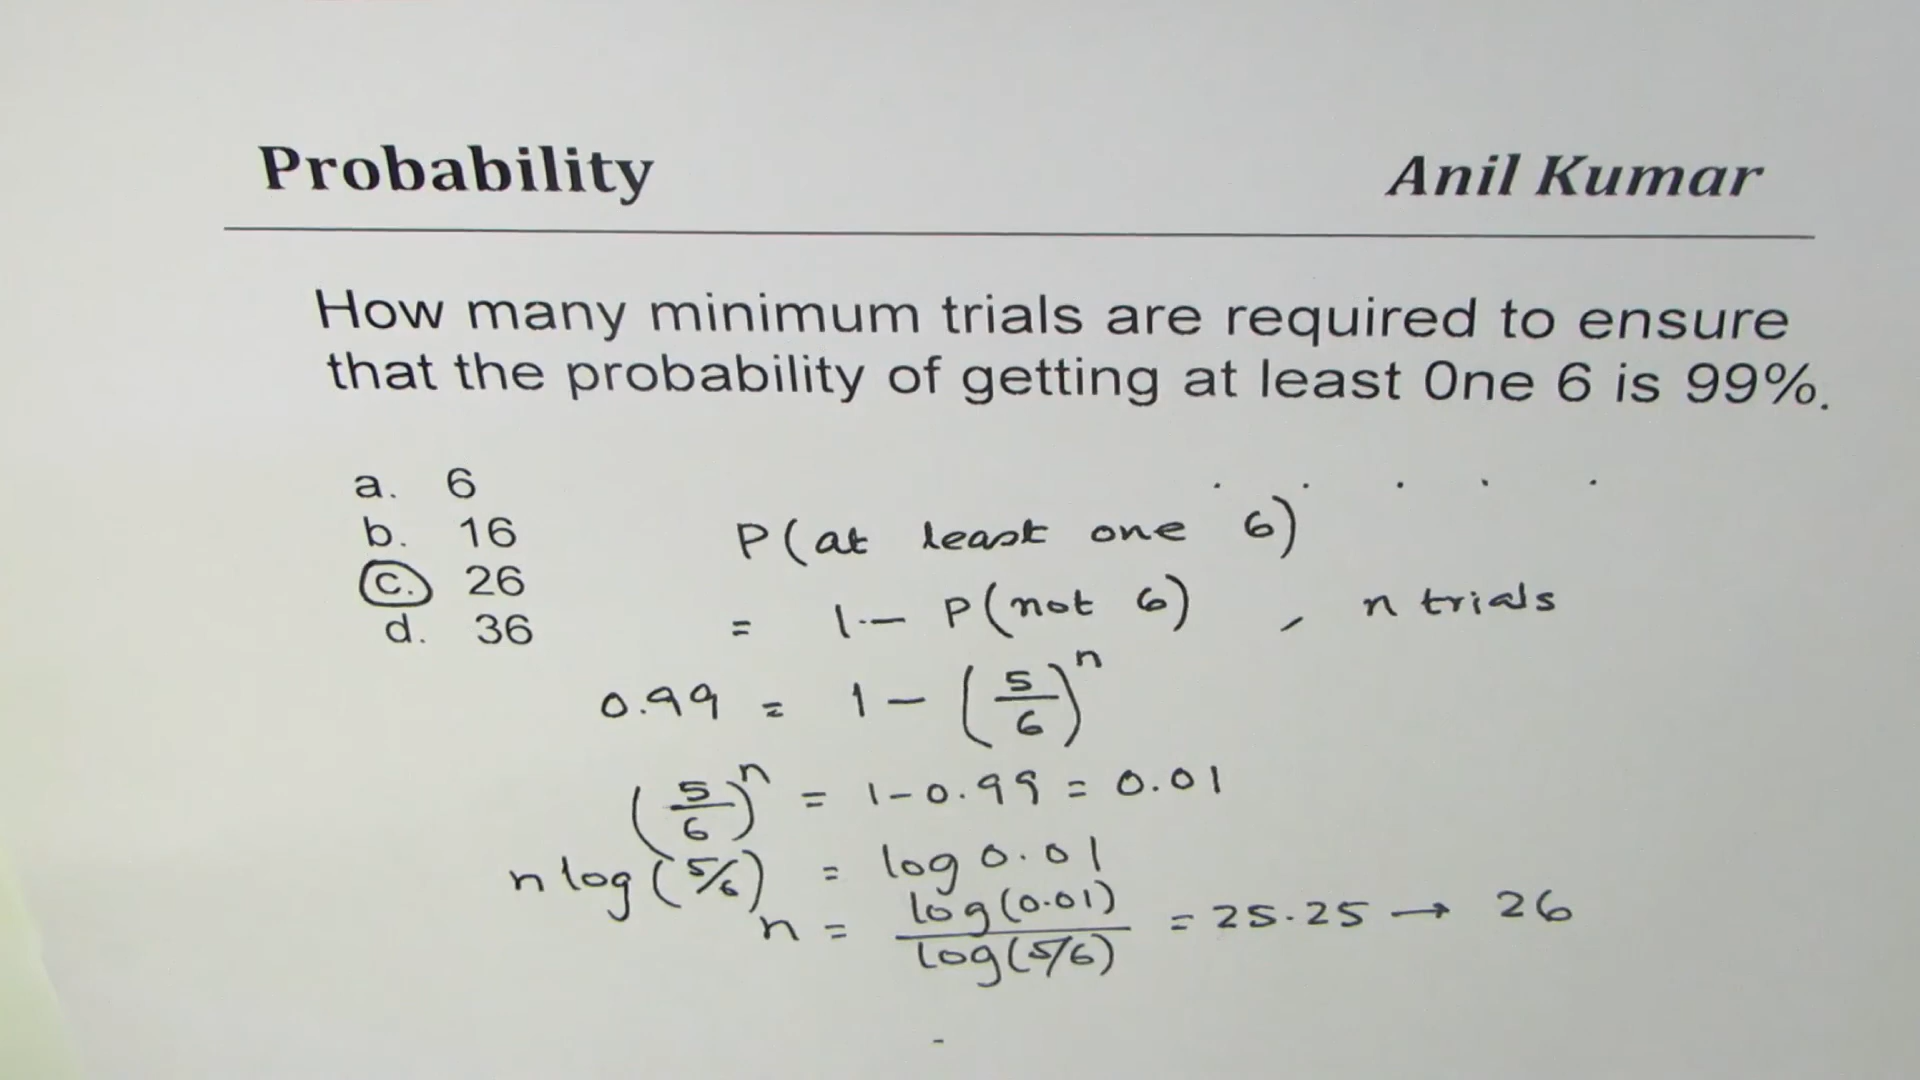 Probability Anil Kumar
How many minimum trials are required to ensure
that the probability of getting at least One 6 is 99%.
a. 6
b. 16
c. 26
d. 36
P(at least one 6)
= 1 - P(not 6) , n trials
0.99 = 1 - (5/6)^n
(5/6)^n = 1-0.99 = 0.01
n log(5/6) = log 0.01
n = log(0.01)/log(5/6) = 25.25 → 26